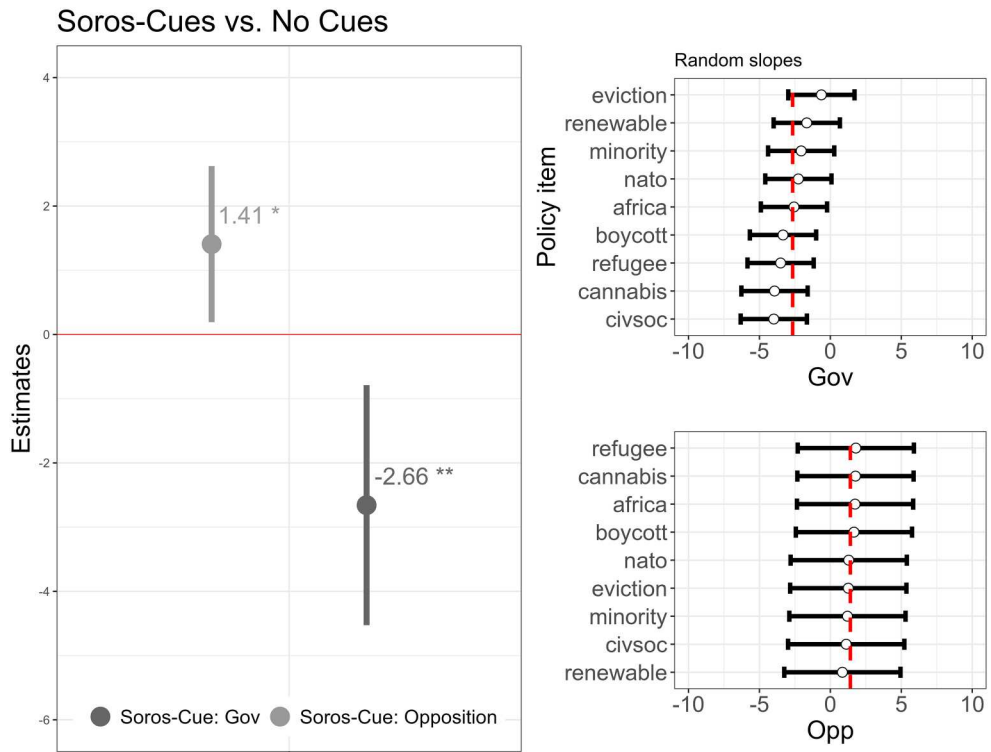 Soros-Cues vs. No Cues
Estimates
4
2
0
-2
-4
-6
1.41 *
-2.66 **
Soros-Cue: Gov
Soros-Cue: Opposition
Random slopes
Policy item
eviction
renewable
minority
nato
africa
boycott
refugee
cannabis
civsoc
-10 -5 0 5 10
Gov
refugee
cannabis
africa
boycott
nato
eviction
minority
civsoc
renewable
-10 -5 0 5 10
Opp